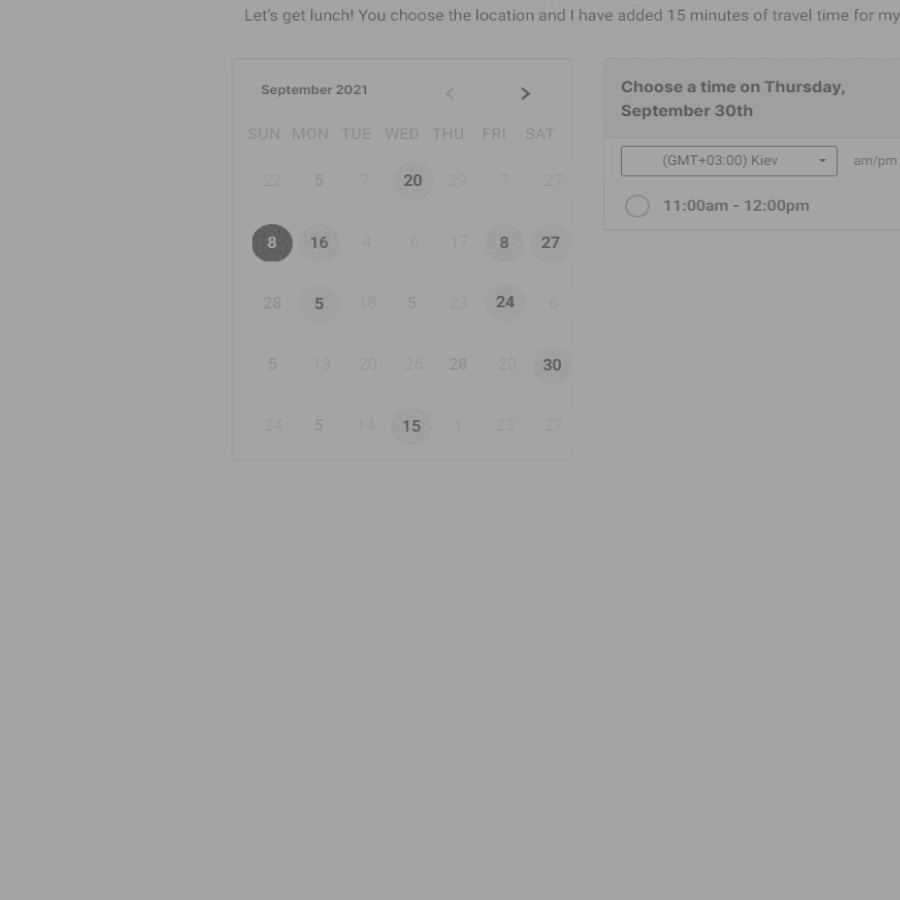 Let's get lunch! You choose the location and I have added 15 minutes of travel time for my
September 2021
SUN MON TUE WED THU FRI SAT
22 5 7 20 29 7 27
8 16 4 6 17 8 27
28 5 18 5 23 24 6
5 13 20 26 28 20 30
24 5 14 15 1 23 27
Choose a time on Thursday,
September 30th
(GMT+03:00) Kiev am/pm
11:00am - 12:00pm